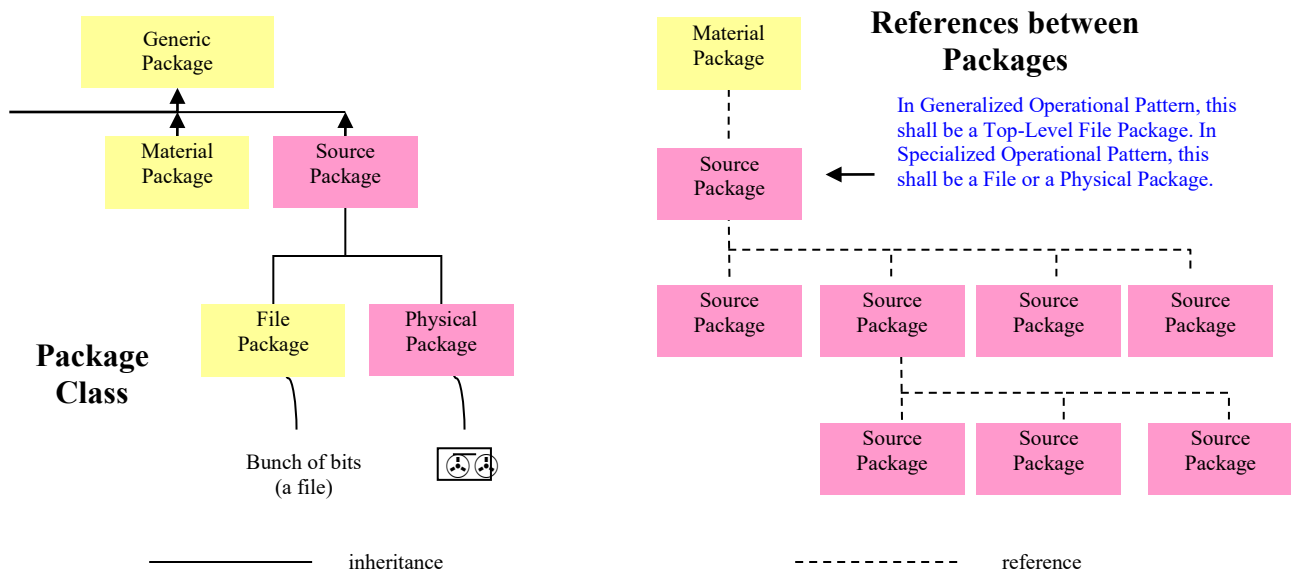 Generic
Package
Material
Package
Source
Package
File
Package
Physical
Package
Package
Class
Bunch of bits
(a file)
inheritance
References between
Packages
Material
Package
In Generalized Operational Pattern, this
shall be a Top-Level File Package. In
Specialized Operational Pattern, this
shall be a File or a Physical Package.
Source
Package
Source
Package
Source
Package
Source
Package
Source
Package
Source
Package
Source
Package
Source
Package
reference